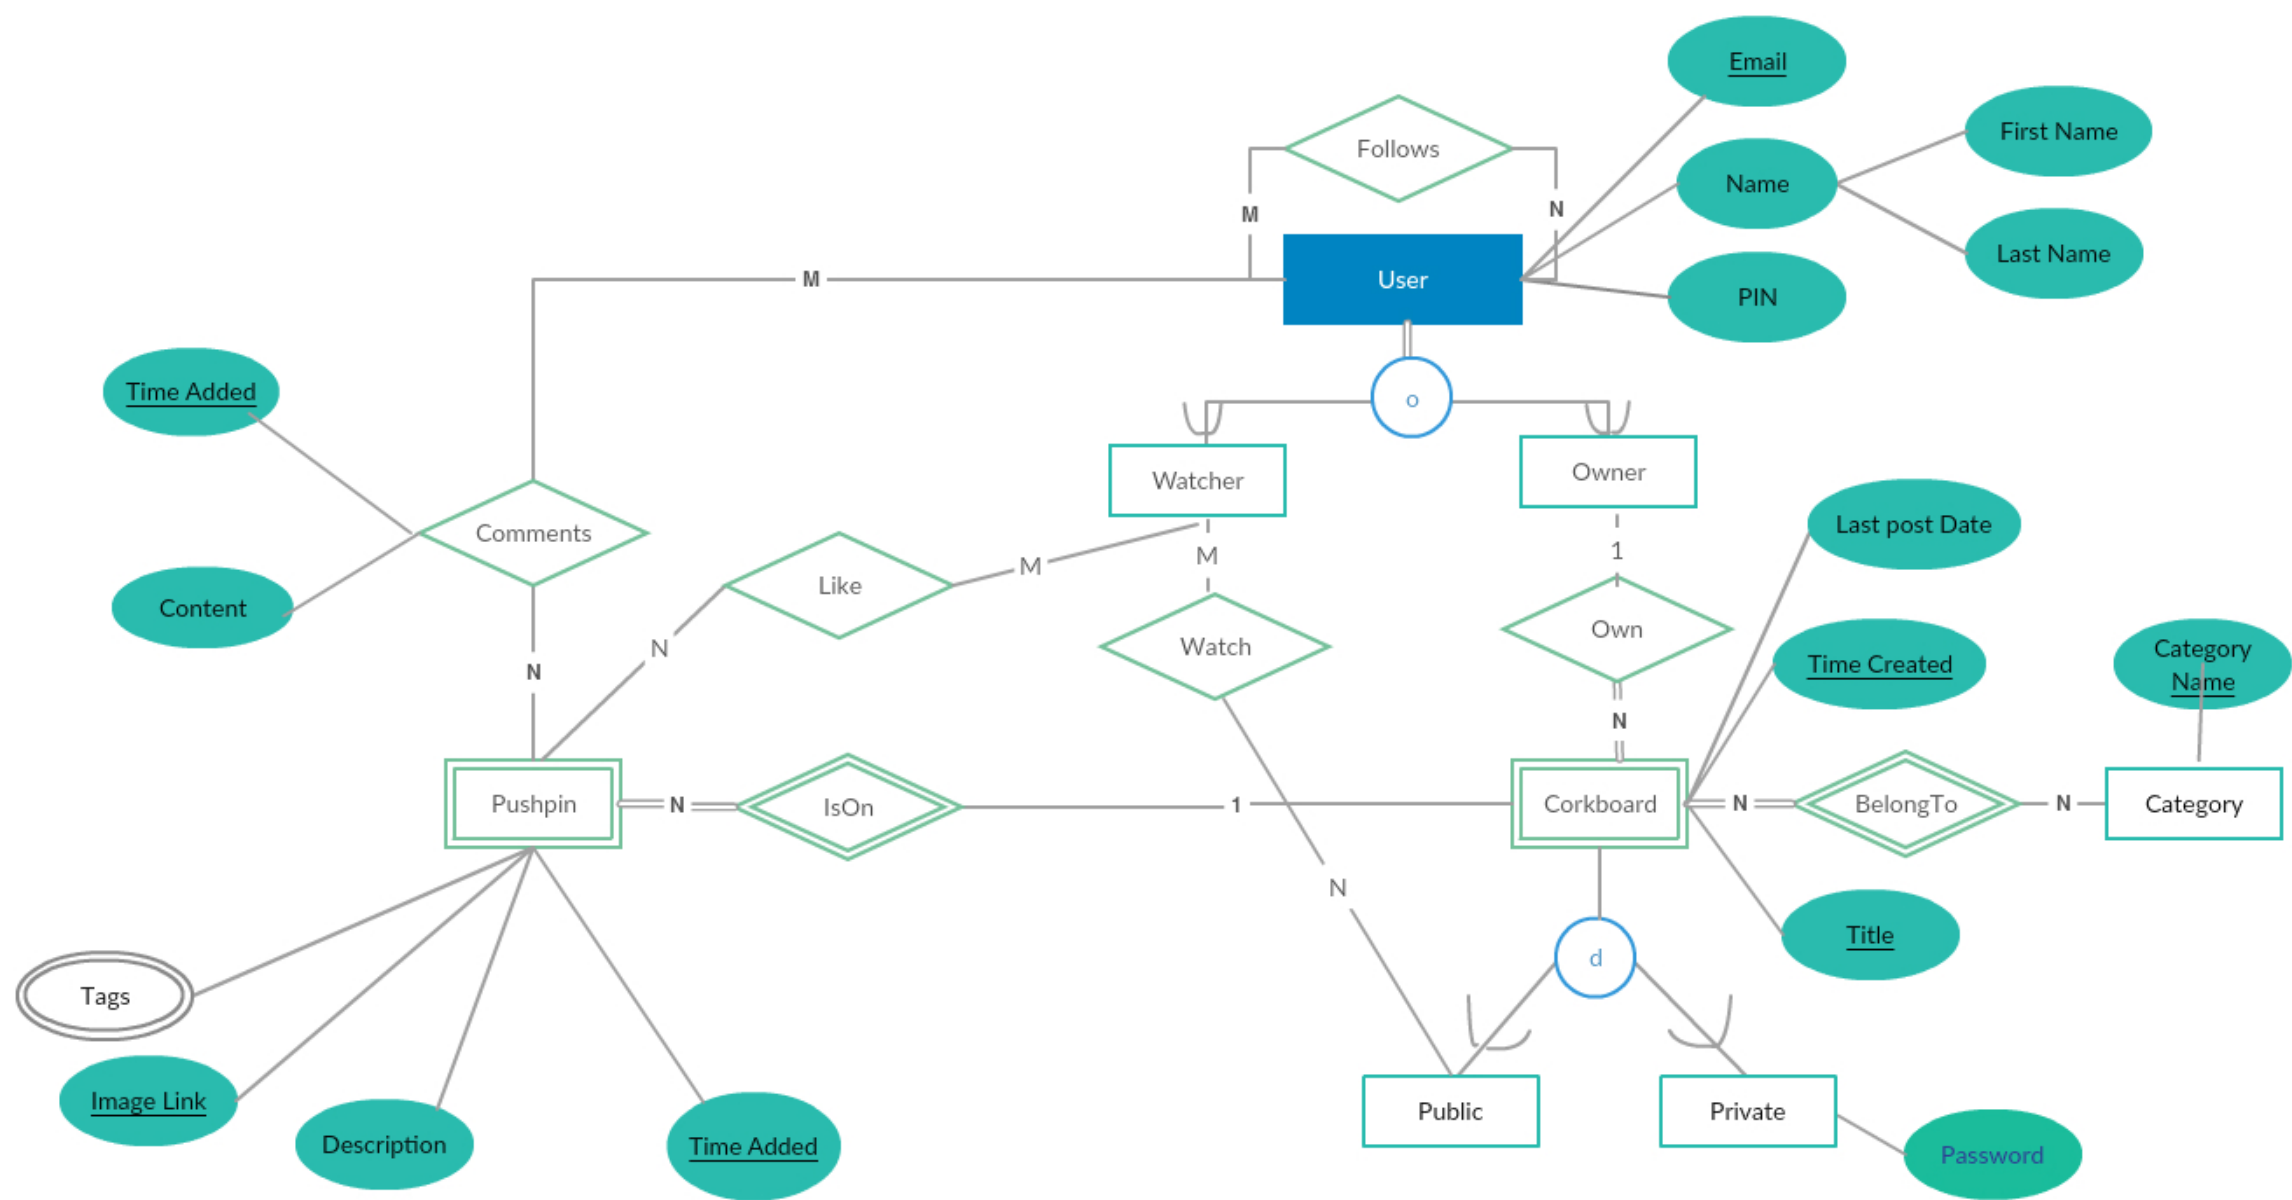 Email
First Name
Follows
Name
M
N
Last Name
User
PIN
M
Time Added
o
Watcher
Owner
Last post Date
Comments
M
1
M
Like
Content
Own
N
Watch
Category
Name
Time Created
N
N
Pushpin
N
IsOn
1
Corkboard
N
BelongTo
N
Category
N
Title
d
Tags
Image Link
Public
Private
Description
Time Added
Password